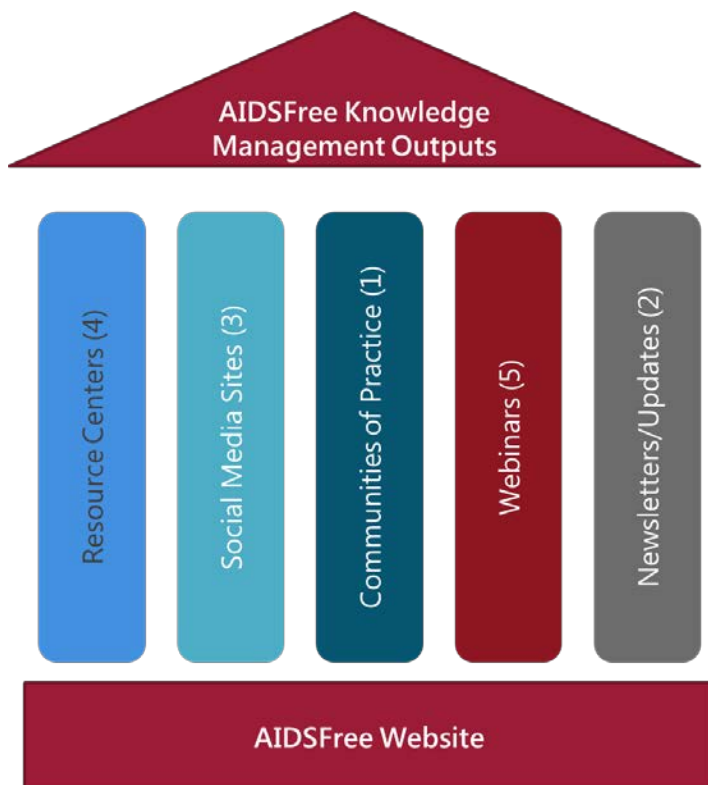 AIDSFree Knowledge
Management Outputs
Resource Centers (4)
Social Media Sites (3)
Communities of Practice (1)
Webinars (5)
Newsletters/Updates (2)
AIDSFree Website